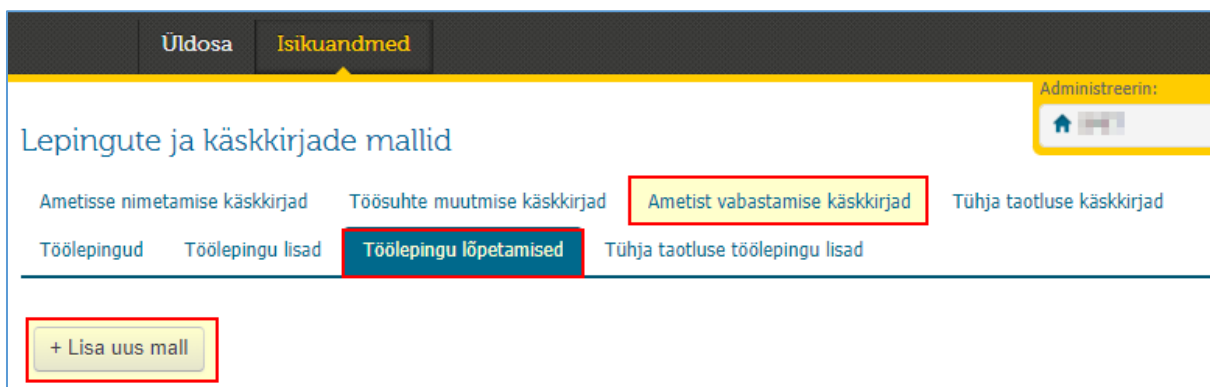 Üldosa Isikuandmed
Administreerin:
Lepingute ja käskkirjade mallid
Ametisse nimetamise käskkirjad Töösuhte muutmise käskkirjad Ametist vabastamise käskkirjad Tühja taotluse käskkirjad
Töölepingud Töölepingu lisad Töölepingu lõpetamised Tühja taotluse töölepingu lisad
+ Lisa uus mall